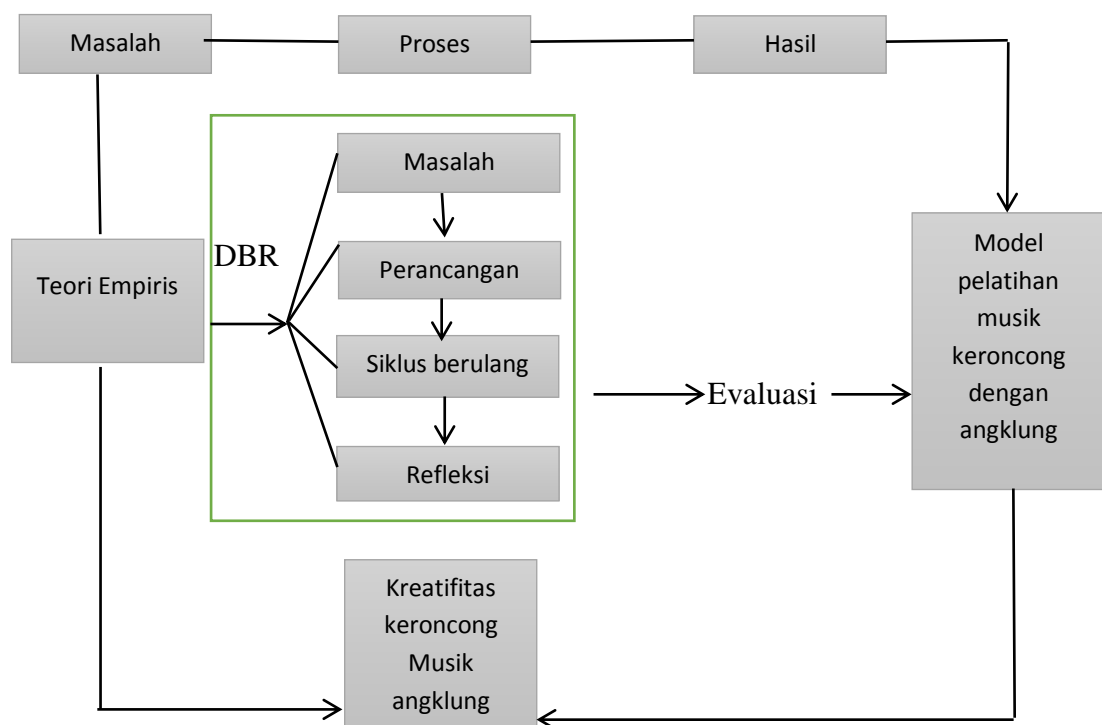 Masalah
Proses
Hasil
Masalah
DBR
Perancangan
Teori Empiris
Siklus berulang
Refleksi
Evaluasi
Model
pelatihan
musik
keroncong
dengan
angklung
Kreatifitas
keroncong
Musik
angklung